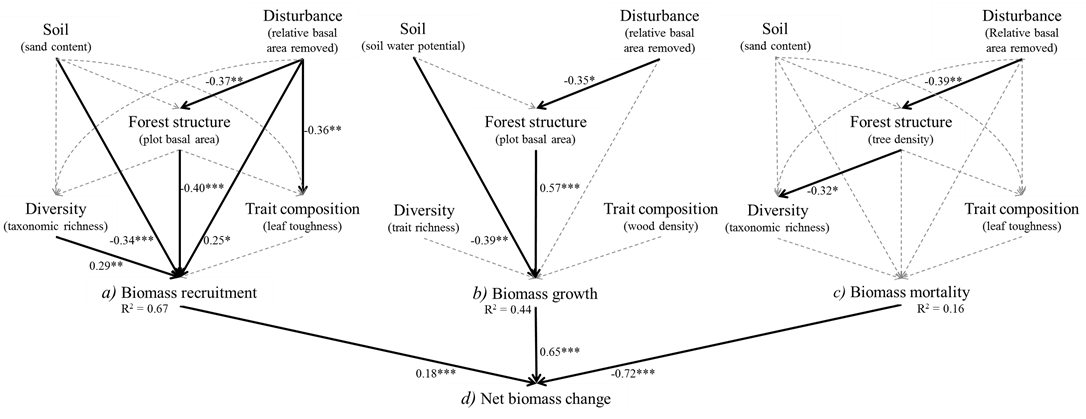 Soil
(sand content)
Disturbance
(relative basal
area removed)
-0.37**
Forest structure
(plot basal area)
-0.36**
-0.40***
Diversity
(taxonomic richness)
Trait composition
(leaf toughness)
-0.34***
0.25*
0.29**
a) Biomass recruitment
R² = 0.67
Soil
(soil water potential)
Disturbance
(relative basal
area removed)
-0.35*
Forest structure
(plot basal area)
0.57***
Diversity
(trait richness)
Trait composition
(wood density)
-0.39**
b) Biomass growth
R² = 0.44
Soil
(sand content)
Disturbance
(Relative basal
area removed)
-0.39**
Forest structure
(tree density)
-0.32*
Diversity
(taxonomic richness)
Trait composition
(leaf toughness)
c) Biomass mortality
R² = 0.16
0.18***
0.65***
-0.72***
d) Net biomass change